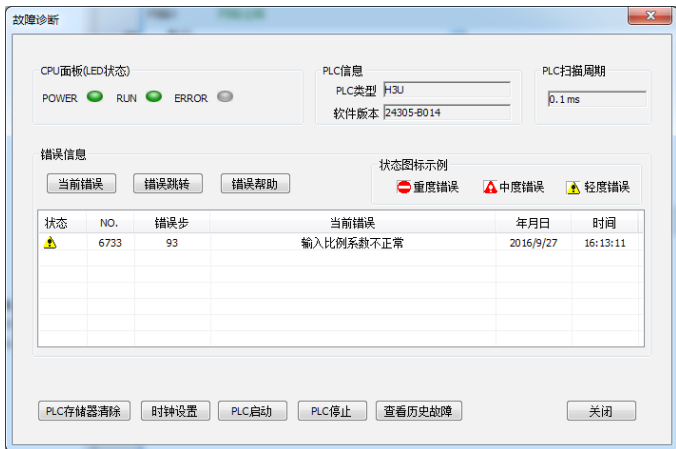 故障诊断
CPU面板(LED状态)
POWER RUN ERROR
PLC信息
PLC类型 H3U
软件版本 24305-B014
PLC扫描周期
0.1 ms
错误信息
当前错误 错误跳转 错误帮助
状态图标示例
重度错误 中度错误 轻度错误
状态 NO. 错误步 当前错误 年月日 时间
6733 93 输入比例系数不正常 2016/9/27 16:13:11
PLC存储器清除 时钟设置 PLC启动 PLC停止 查看历史故障 关闭